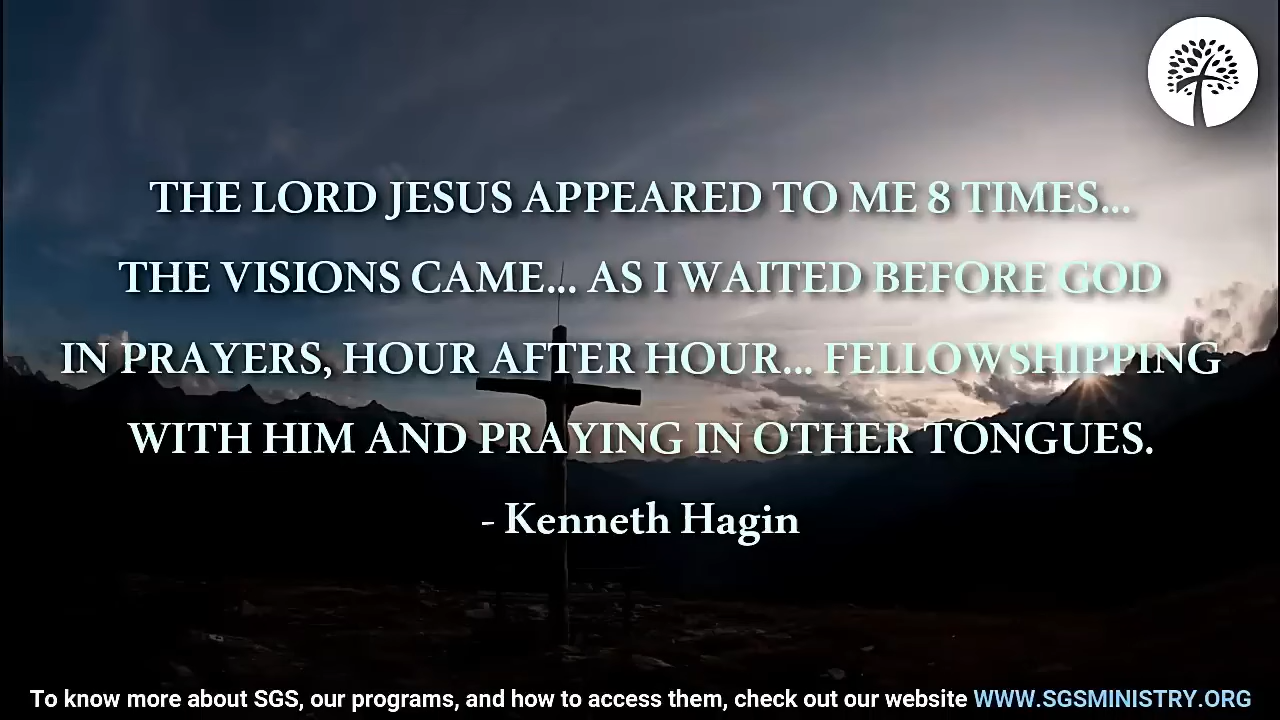 THE LORD JESUS APPEARED TO ME 8 TIMES...
THE VISIONS CAME... AS I WAITED BEFORE GOD
IN PRAYERS, HOUR AFTER HOUR... FELLOWSHIPPING
WITH HIM AND PRAYING IN OTHER TONGUES.
- Kenneth Hagin
To know more about SGS, our programs, and how to access them, check out our website WWW.SGSMINISTRY.ORG